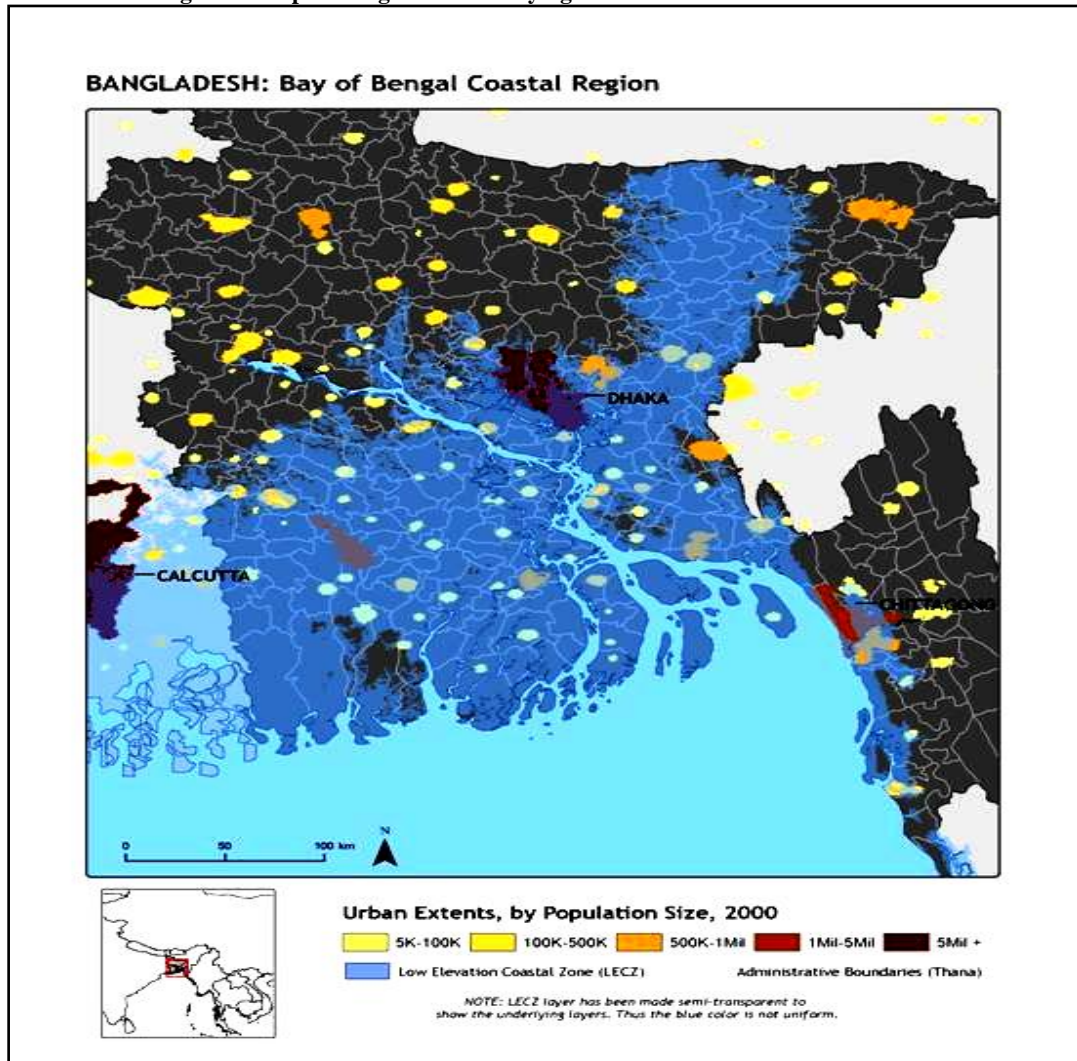 BANGLADESH: Bay of Bengal Coastal Region
DHAKA
CALCUTTA
CHITTAGONG
N
0 50 100 km
Urban Extents, by Population Size, 2000
5K-100K 100K-500K 500K-1Mil 1Mil-5Mil 5Mil +
Low Elevation Coastal Zone (LECZ) Administrative Boundaries (Thana)
NOTE: LECZ layer has been made semi-transparent to
show the underlying layers. Thus the blue color is not uniform.